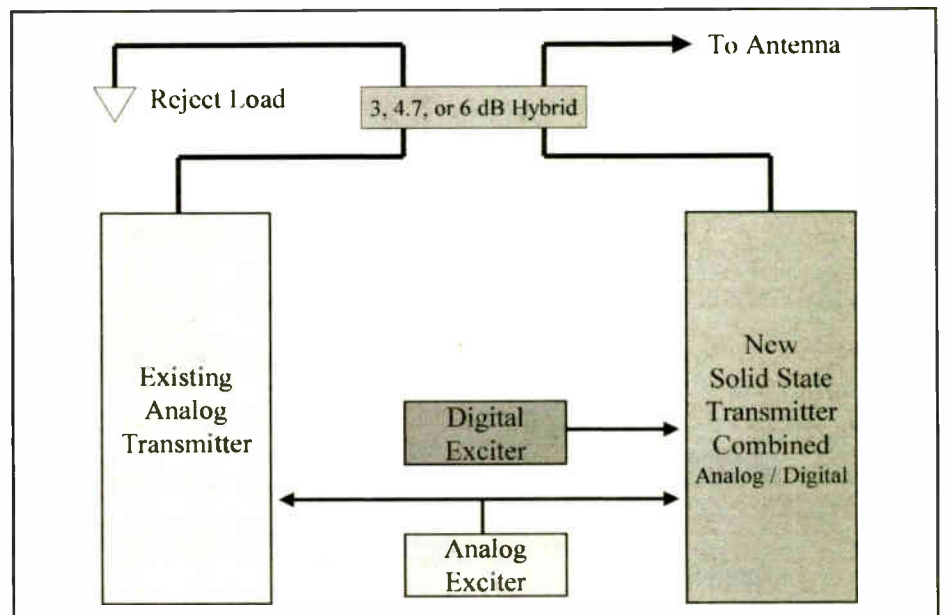 To Antenna
Reject Load
3, 4.7, or 6 dB Hybrid
Existing
Analog
Transmitter
New
Solid State
Transmitter
Combined
Analog / Digital
Digital
Exciter
Analog
Exciter